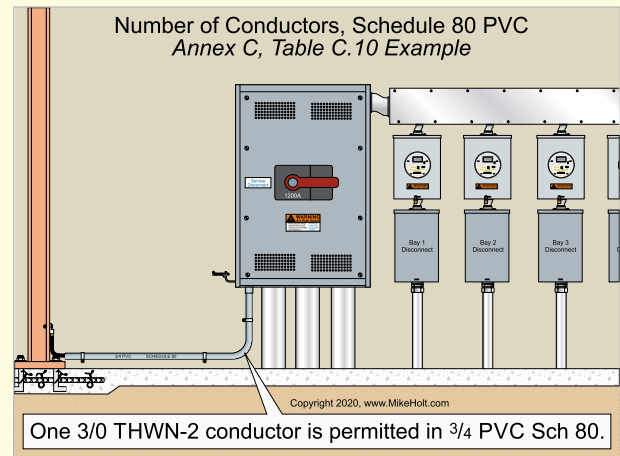 Number of Conductors, Schedule 80 PVC
Annex C, Table C.10 Example
Service
Disconnect
1200A
WARNING
Bay 1
Disconnect
Bay 2
Disconnect
Bay 3
Disconnect
D
3/4 PVC SCHEDULE 80
Copyright 2020, www.MikeHolt.com
One 3/0 THWN-2 conductor is permitted in 3/4 PVC Sch 80.